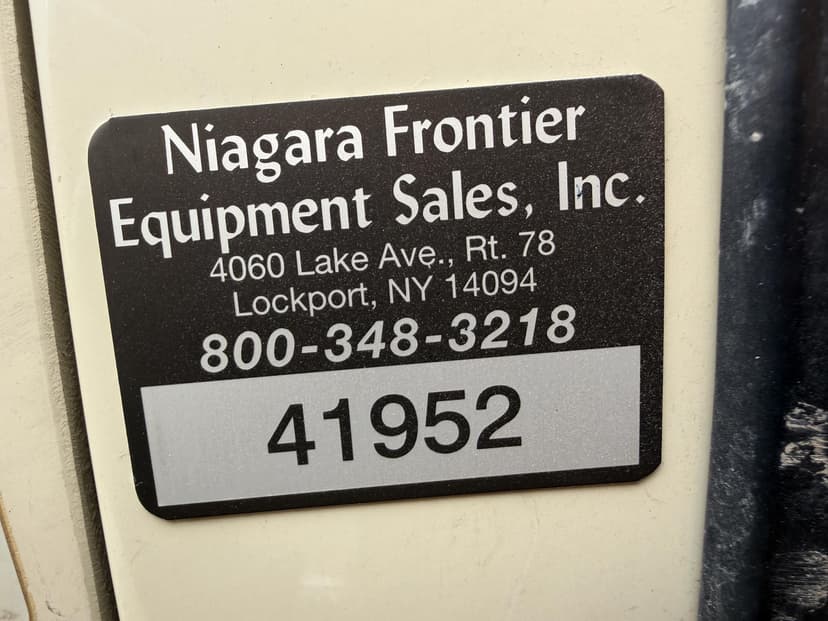 Niagara Frontier
Equipment Sales, Inc.
4060 Lake Ave., Rt. 78
Lockport, NY 14094
800-348-3218
41952